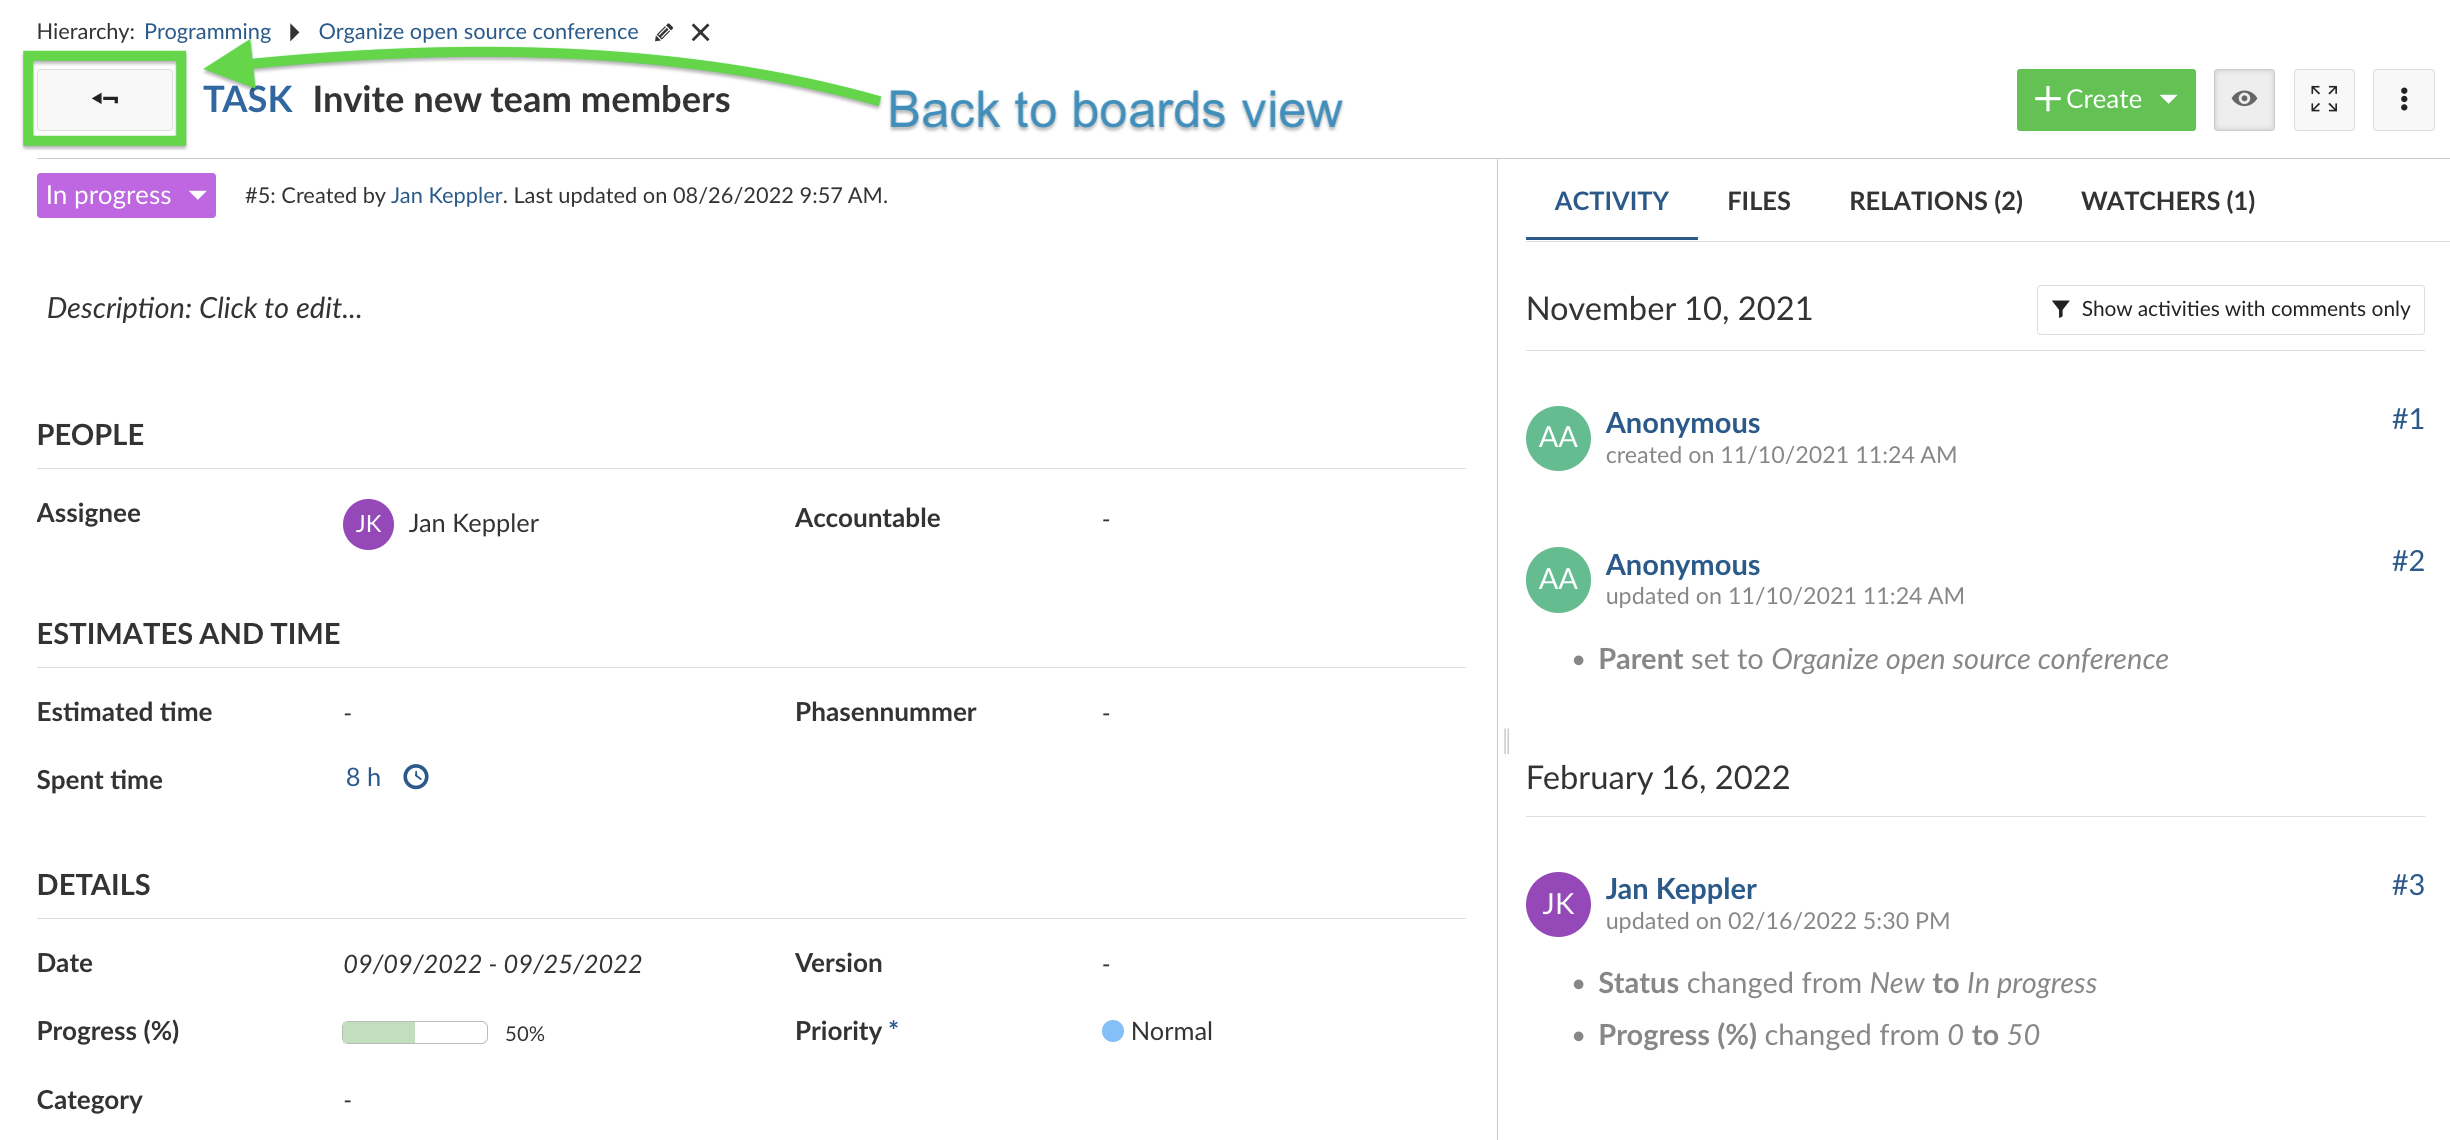 Hierarchy: Programming Organize open source conference
TASK Invite new team members
Back to boards view
Create
In progress
#5: Created by Jan Keppler. Last updated on 08/26/2022 9:57 AM.
Description: Click to edit...
PEOPLE
Assignee JK Jan Keppler Accountable -
ESTIMATES AND TIME
Estimated time - Phasennummer -
Spent time 8 h
DETAILS
Date 09/09/2022 - 09/25/2022 Version -
Progress (%) 50% Priority * Normal
Category -
ACTIVITY FILES RELATIONS (2) WATCHERS (1)
November 10, 2021 Show activities with comments only
AA Anonymous #1
created on 11/10/2021 11:24 AM
AA Anonymous #2
updated on 11/10/2021 11:24 AM
• Parent set to Organize open source conference
February 16, 2022
JK Jan Keppler #3
updated on 02/16/2022 5:30 PM
• Status changed from New to In progress
• Progress (%) changed from 0 to 50